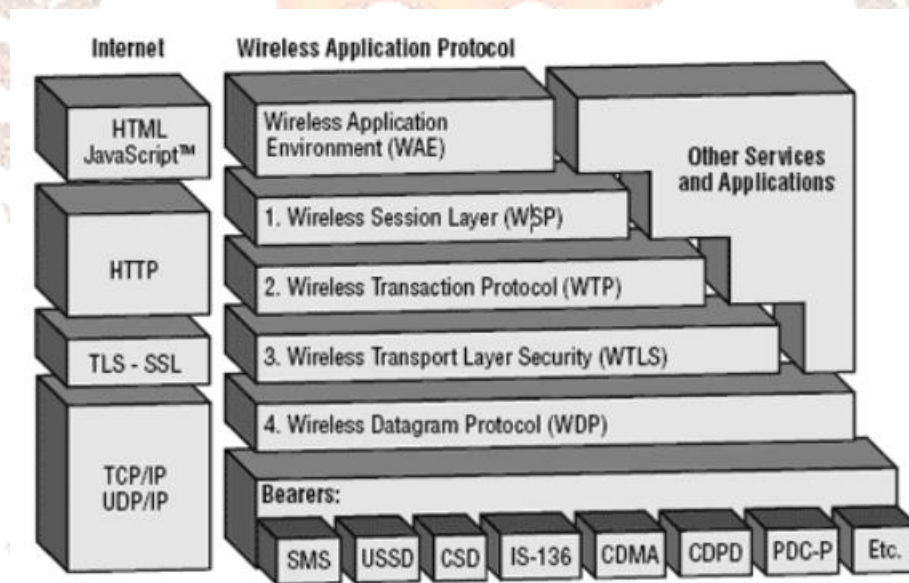 Internet
Wireless Application Protocol
HTML
JavaScript™
HTTP
TLS - SSL
TCP/IP
UDP/IP
Wireless Application
Environment (WAE)
Other Services
and Applications
1. Wireless Session Layer (WSP)
2. Wireless Transaction Protocol (WTP)
3. Wireless Transport Layer Security (WTLS)
4. Wireless Datagram Protocol (WDP)
Bearers:
SMS
USSD
CSD
IS-136
CDMA
CDPD
PDC-P
Etc.